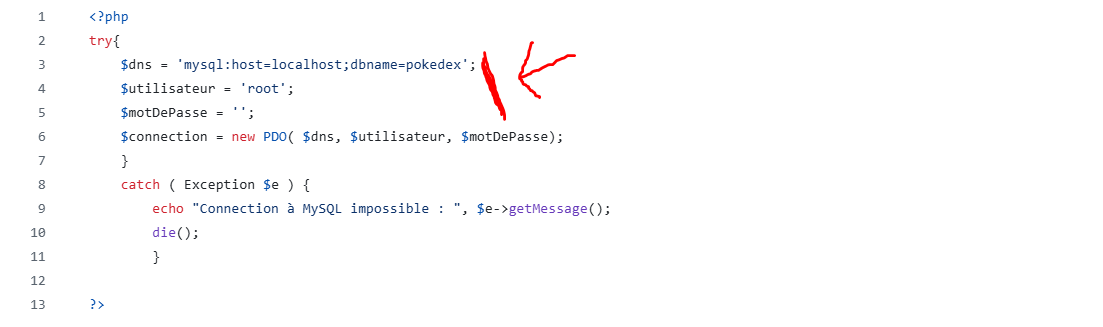 1 <?php
2 try{
3 $dns = 'mysql:host=localhost;dbname=pokedex';
4 $utilisateur = 'root';
5 $motDePasse = '';
6 $connection = new PDO( $dns, $utilisateur, $motDePasse);
7 }
8 catch ( Exception $e ) {
9 echo "Connection à MySQL impossible : ", $e->getMessage();
10 die();
11 }
12
13 ?>